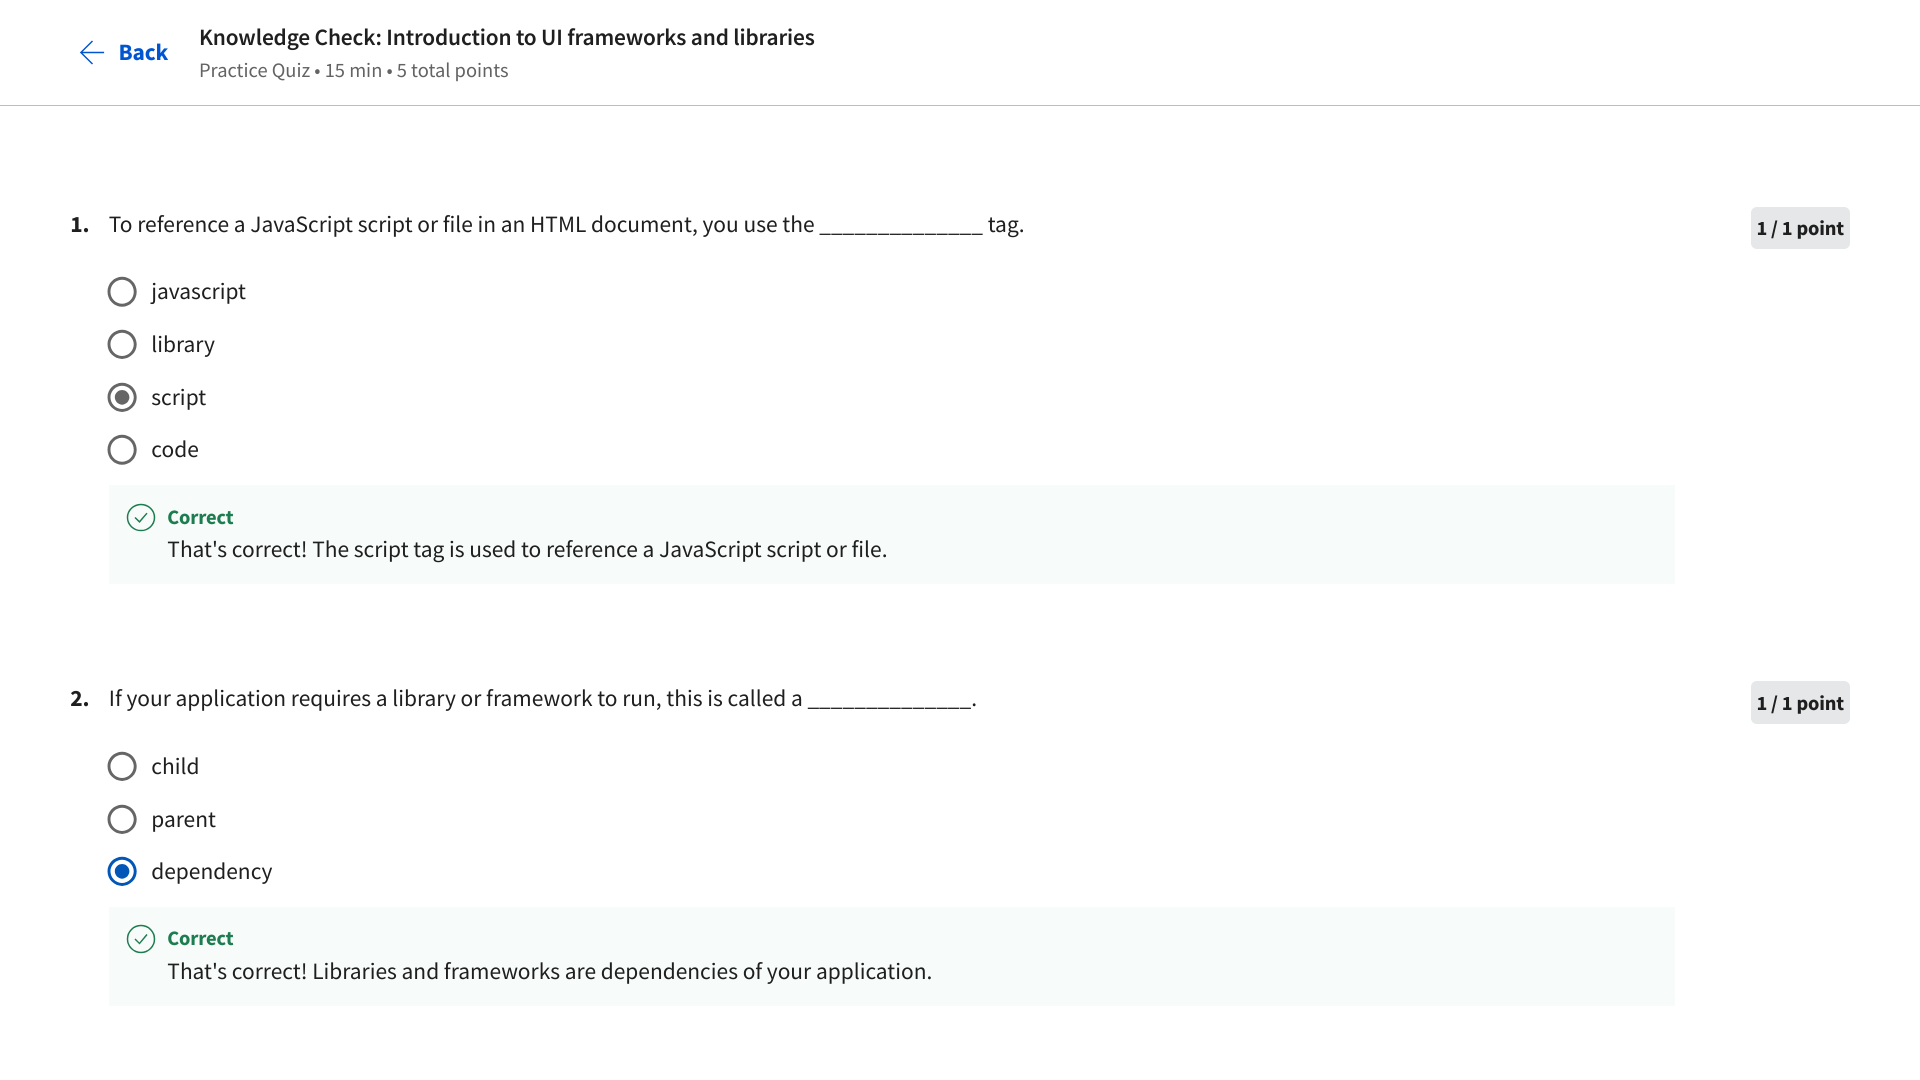 Back
Knowledge Check: Introduction to UI frameworks and libraries
Practice Quiz • 15 min • 5 total points
1. To reference a JavaScript script or file in an HTML document, you use the ______________ tag.
1 / 1 point
javascript
library
script
code
Correct
That's correct! The script tag is used to reference a JavaScript script or file.
2. If your application requires a library or framework to run, this is called a ______________.
1 / 1 point
child
parent
dependency
Correct
That's correct! Libraries and frameworks are dependencies of your application.